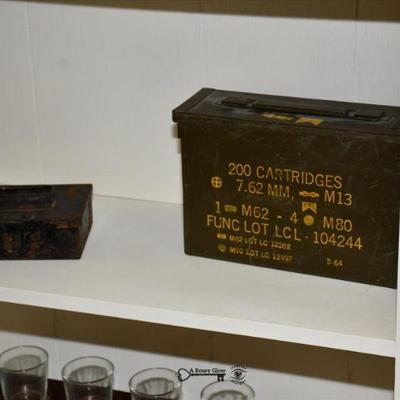 200 CARTRIDGES
7.62 MM, M13
1 M62 - 4 M80
FUNC LOT LCL - 104244
M62 LOT LC 12262
M80 LOT LC 12497 5-64
A Rosey Glow